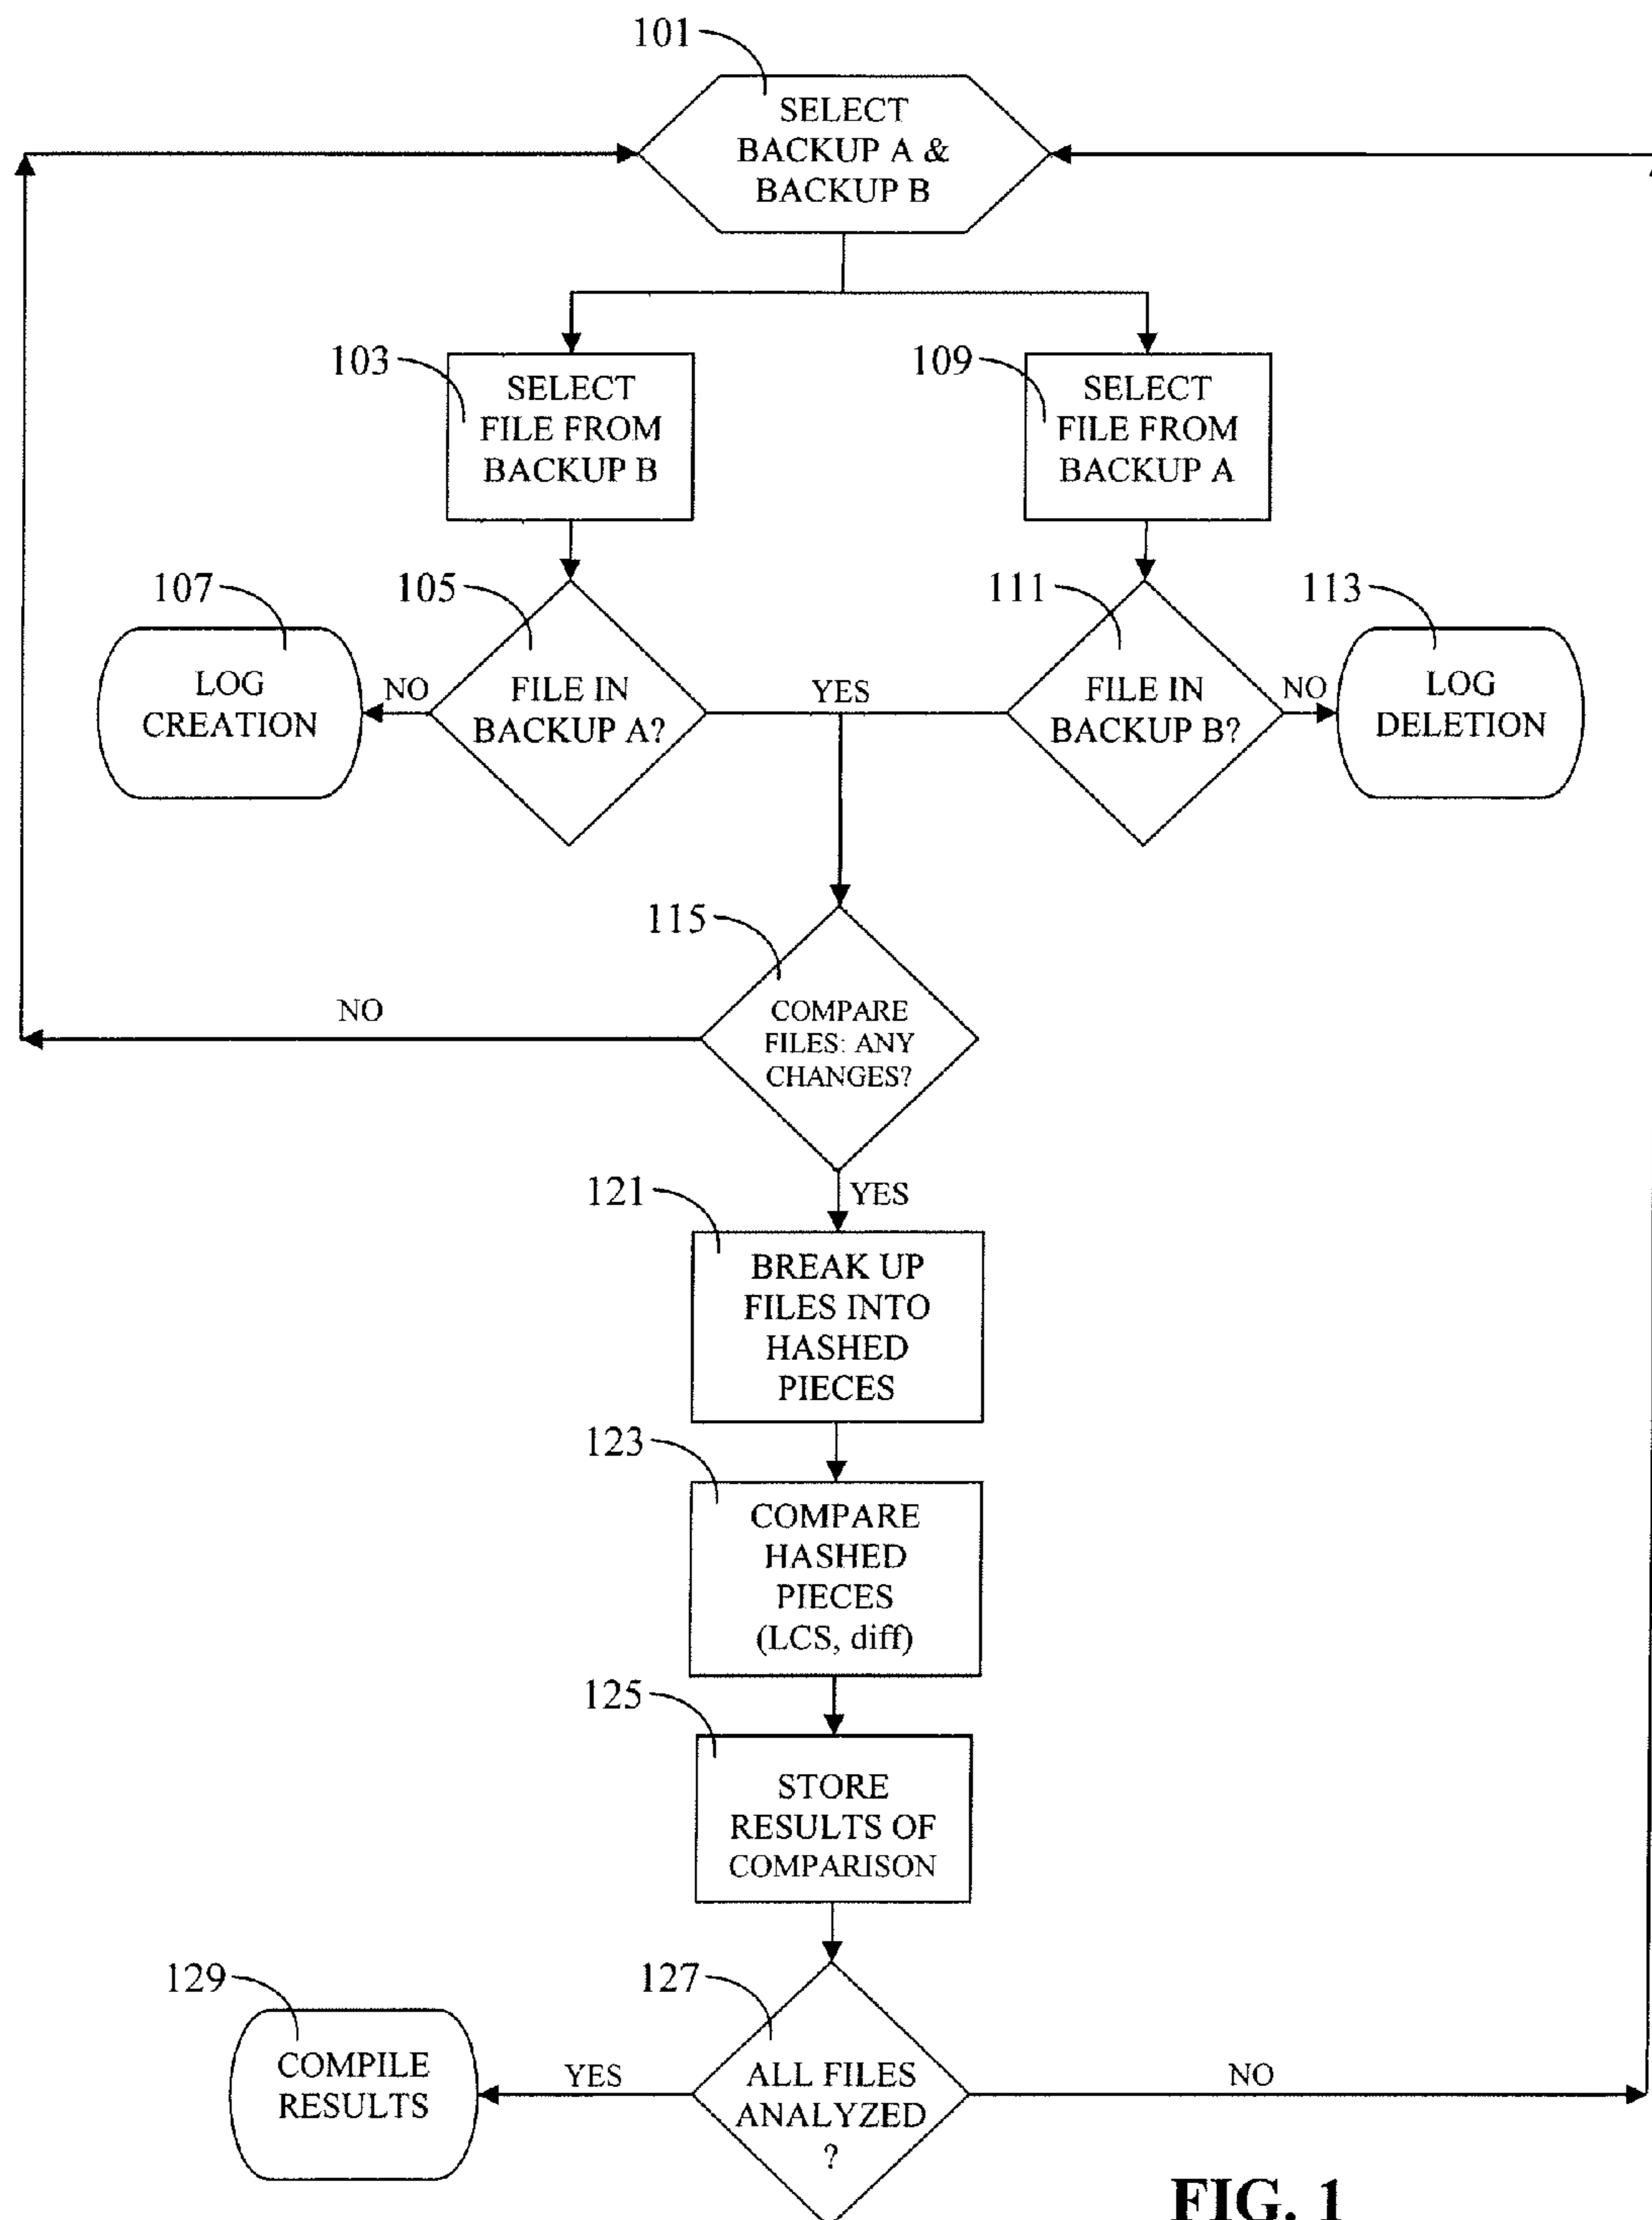 101
SELECT
BACKUP A &
BACKUP B
103
SELECT
FILE FROM
BACKUP B
109
SELECT
FILE FROM
BACKUP A
107
LOG
CREATION
NO
105
FILE IN
BACKUP A?
YES
111
FILE IN
BACKUP B?
NO
113
LOG
DELETION
115
COMPARE
FILES: ANY
CHANGES?
NO
YES
121
BREAK UP
FILES INTO
HASHED
PIECES
123
COMPARE
HASHED
PIECES
(LCS, diff)
125
STORE
RESULTS OF
COMPARISON
129
COMPILE
RESULTS
YES
127
ALL FILES
ANALYZED
?
NO
FIG. 1